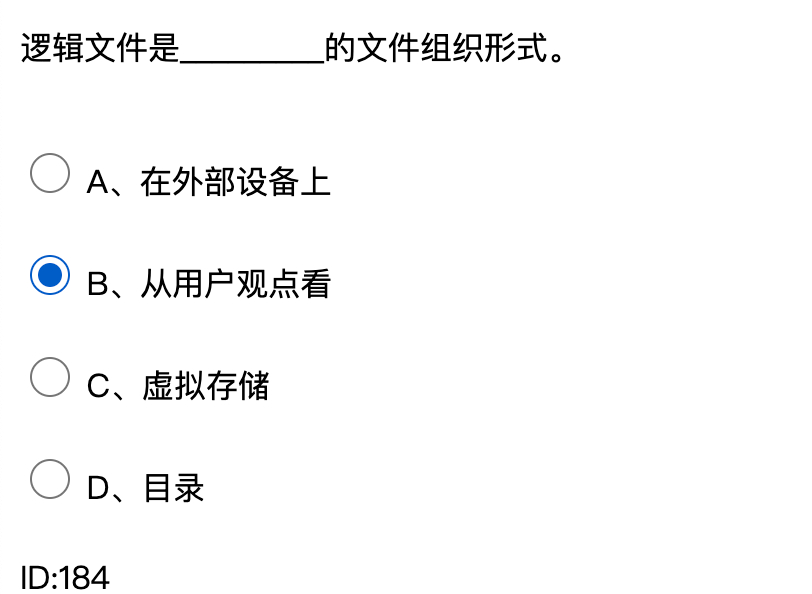 逻辑文件是_________的文件组织形式。
A、在外部设备上
B、从用户观点看
C、虚拟存储
D、目录
ID:184